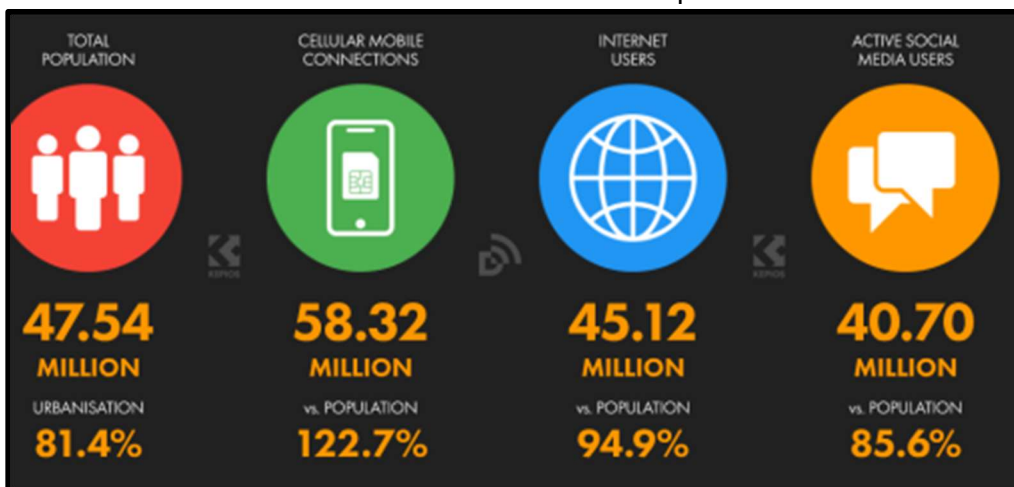 TOTAL
POPULATION
47.54
MILLION
URBANISATION
81.4%
CELLULAR MOBILE
CONNECTIONS
58.32
MILLION
vs. POPULATION
122.7%
INTERNET
USERS
45.12
MILLION
vs. POPULATION
94.9%
ACTIVE SOCIAL
MEDIA USERS
40.70
MILLION
vs. POPULATION
85.6%
KEPIOS
KEPIOS